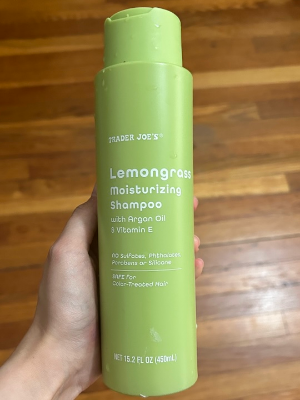 TRADER JOE'S®
Lemongrass
Moisturizing
Shampoo
with Argon Oil
& Vitamin E
NO Sulfates, Phthalates,
Parabens or Silicone
SAFE for
Color-Treated Hair
NET 15.2 FL OZ (450mL)